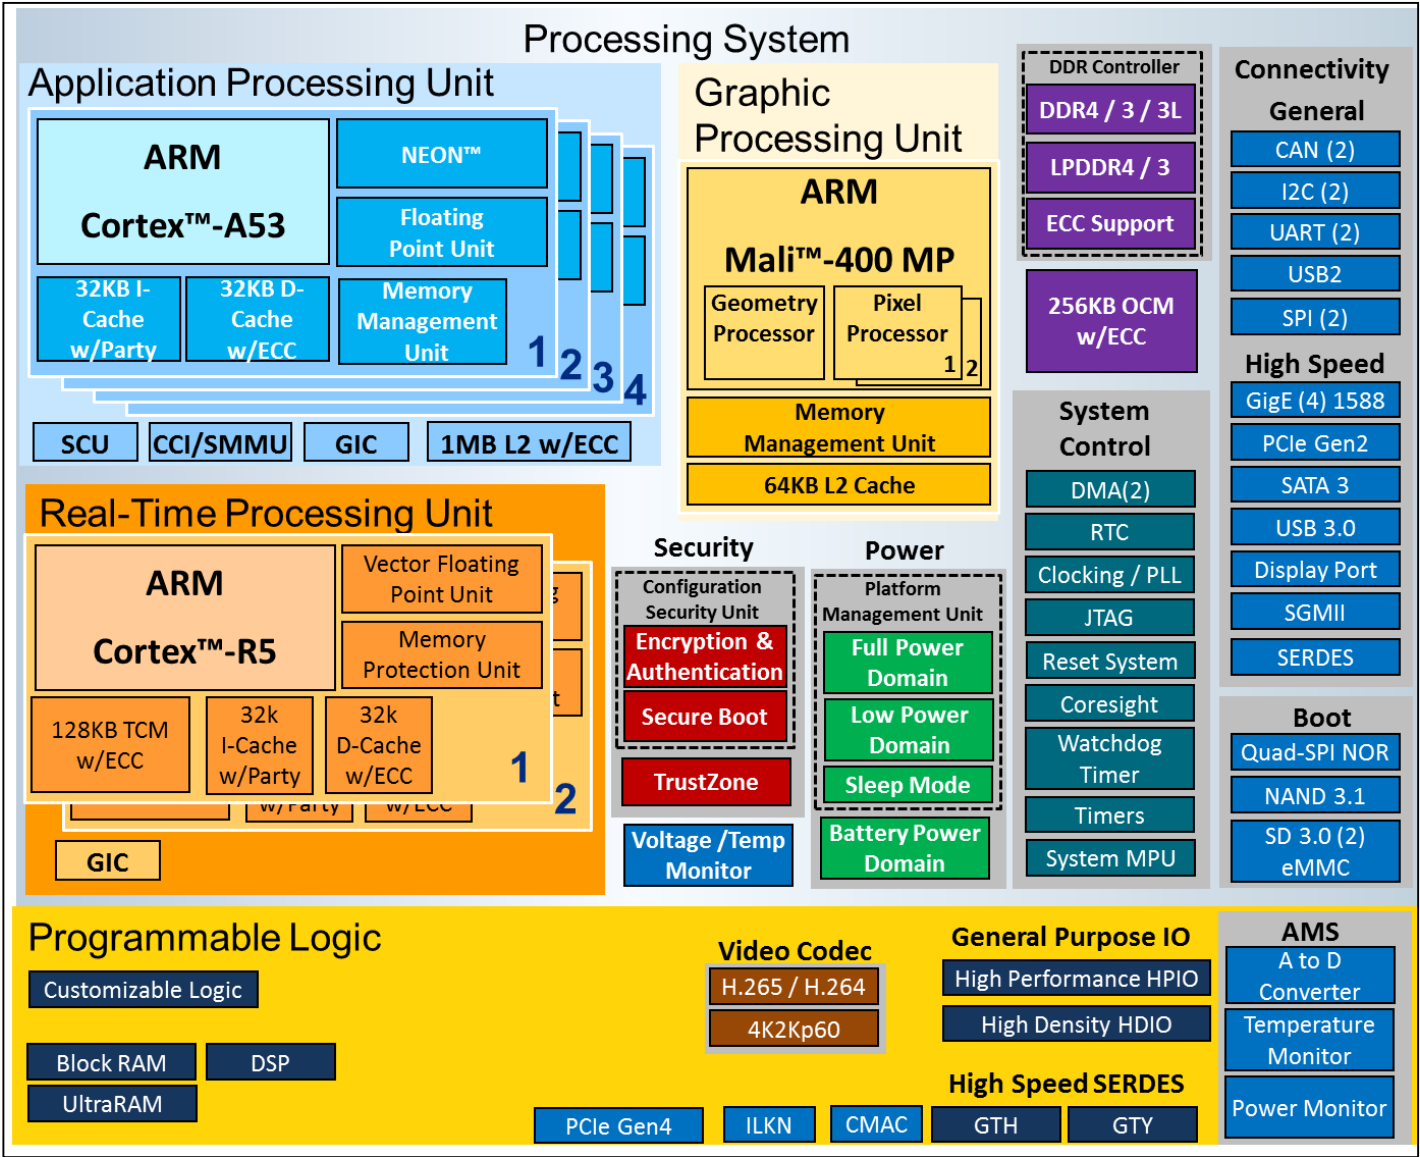 Processing System
Application Processing Unit
ARM
Cortex™-A53
NEON™
Floating
Point Unit
32KB I-
Cache
w/Party
32KB D-
Cache
w/ECC
Memory
Management
Unit
1
2
3
4
SCU
CCI/SMMU
GIC
1MB L2 w/ECC
Real-Time Processing Unit
ARM
Cortex™-R5
Vector Floating
Point Unit
Memory
Protection Unit
128KB TCM
w/ECC
32k
I-Cache
w/Party
32k
D-Cache
w/ECC
1
g
t
w/Party
w/ECC
2
GIC
Graphic
Processing Unit
ARM
Mali™-400 MP
Geometry
Processor
Pixel
Processor
1
2
Memory
Management Unit
64KB L2 Cache
Security
Configuration
Security Unit
Encryption &
Authentication
Secure Boot
TrustZone
Voltage /Temp
Monitor
Power
Platform
Management Unit
Full Power
Domain
Low Power
Domain
Sleep Mode
Battery Power
Domain
DDR Controller
DDR4 / 3 / 3L
LPDDR4 / 3
ECC Support
256KB OCM
w/ECC
System
Control
DMA(2)
RTC
Clocking / PLL
JTAG
Reset System
Coresight
Watchdog
Timer
Timers
System MPU
Connectivity
General
CAN (2)
I2C (2)
UART (2)
USB2
SPI (2)
High Speed
GigE (4) 1588
PCIe Gen2
SATA 3
USB 3.0
Display Port
SGMII
SERDES
Boot
Quad-SPI NOR
NAND 3.1
SD 3.0 (2)
eMMC
Programmable Logic
Customizable Logic
Block RAM
DSP
UltraRAM
Video Codec
H.265 / H.264
4K2Kp60
General Purpose IO
High Performance HPIO
High Density HDIO
High Speed SERDES
PCIe Gen4
ILKN
CMAC
GTH
GTY
AMS
A to D
Converter
Temperature
Monitor
Power Monitor